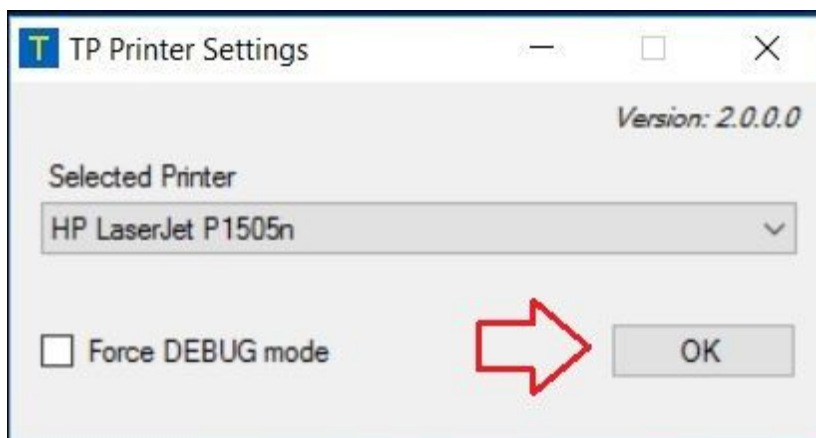 T TP Printer Settings
Version: 2.0.0.0
Selected Printer
HP LaserJet P1505n
Force DEBUG mode
OK